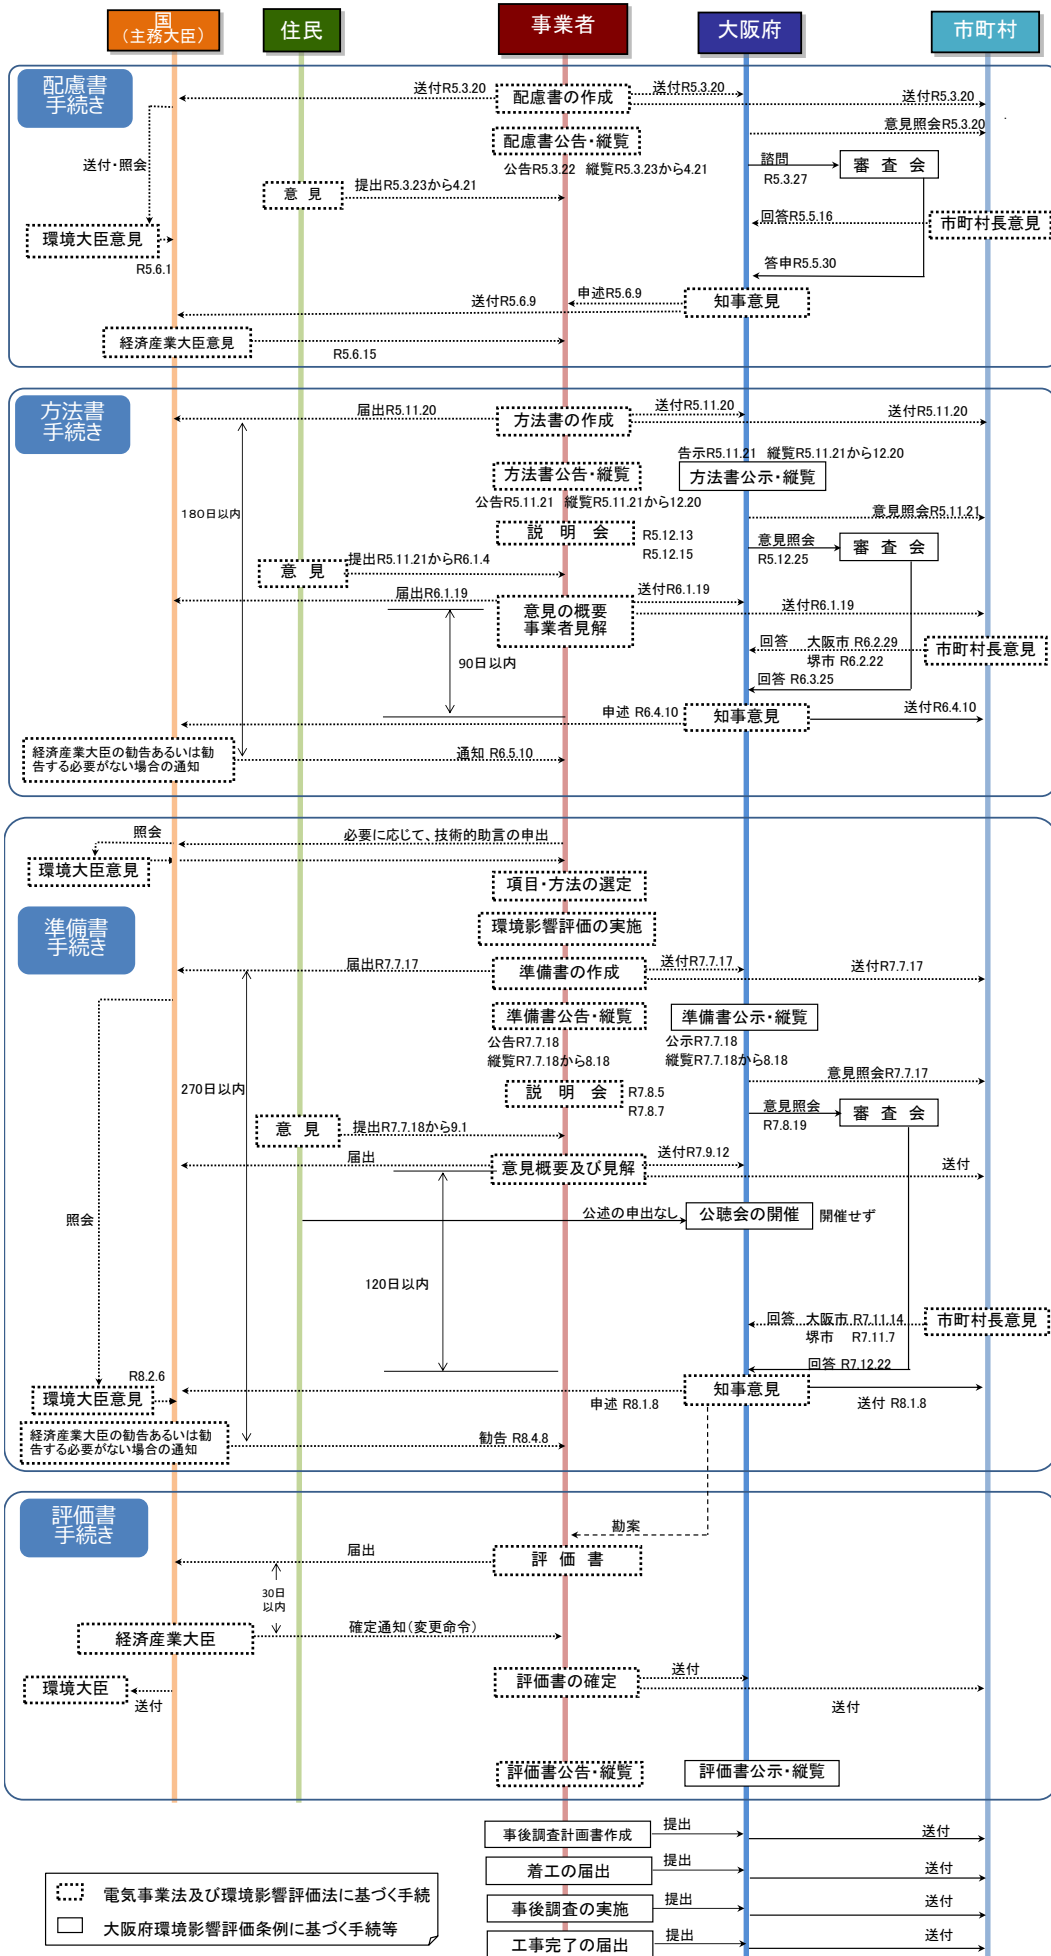 国
(主務大臣)
住民
事業者
大阪府
市町村
配慮書
手続き
送付R5.3.20
配慮書の作成
送付R5.3.20
送付R5.3.20
意見照会R5.3.20
配慮書公告・縦覧
公告R5.3.22 縦覧R5.3.23から4.21
諮問
R5.3.27
審査会
送付・照会
意見
提出R5.3.23から4.21
回答R5.5.16
市町村長意見
環境大臣意見
R5.6.1
答申R5.5.30
申述R5.6.9
送付R5.6.9
知事意見
経済産業大臣意見
R5.6.15
方法書
手続き
届出R5.11.20
方法書の作成
送付R5.11.20
送付R5.11.20
告示R5.11.21 縦覧R5.11.21から12.20
方法書公告・縦覧
方法書公示・縦覧
公告R5.11.21 縦覧R5.11.21から12.20
180日以内
意見照会R5.11.21
説明会
R5.12.13
R5.12.15
意見照会
R5.12.25
審査会
意見
提出R5.11.21からR6.1.4
届出R6.1.19
意見の概要
事業者見解
送付R6.1.19
送付R6.1.19
回答 大阪市 R6.2.29
堺市 R6.2.22
市町村長意見
90日以内
回答 R6.3.25
申述 R6.4.10
知事意見
送付R6.4.10
経済産業大臣の勧告あるいは勧
告する必要がない場合の通知
通知 R6.5.10
照会
必要に応じて、技術的助言の申出
環境大臣意見
項目・方法の選定
準備書
手続き
環境影響評価の実施
届出R7.7.17
準備書の作成
送付R7.7.17
送付R7.7.17
準備書公告・縦覧
準備書公示・縦覧
公告R7.7.18
縦覧R7.7.18から8.18
公示R7.7.18
縦覧R7.7.18から8.18
意見照会R7.7.17
270日以内
説明会
R7.8.5
R7.8.7
意見照会
R7.8.19
審査会
意見
提出R7.7.18から9.1
届出
意見概要及び見解
送付R7.9.12
送付
照会
公述の申出なし
公聴会の開催
開催せず
120日以内
回答 大阪市 R7.11.14
堺市 R7.11.7
市町村長意見
回答 R7.12.22
R8.2.6
環境大臣意見
申述 R8.1.8
知事意見
送付 R8.1.8
経済産業大臣の勧告あるいは勧
告する必要がない場合の通知
勧告 R8.4.8
評価書
手続き
勘案
届出
評価書
30日
以内
経済産業大臣
確定通知(変更命令)
環境大臣
送付
評価書の確定
送付
送付
評価書公告・縦覧
評価書公示・縦覧
事後調査計画書作成
提出
送付
着工の届出
提出
送付
事後調査の実施
提出
送付
工事完了の届出
提出
送付
電気事業法及び環境影響評価法に基づく手続
大阪府環境影響評価条例に基づく手続等